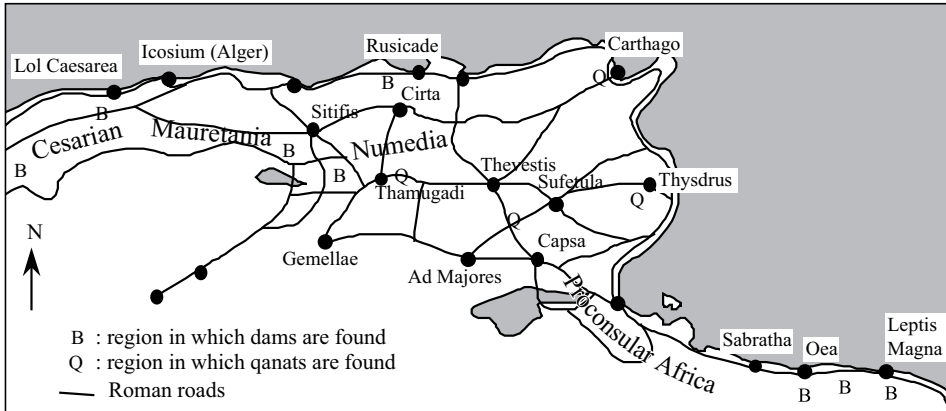 Carthago
Rusicade
Icosium (Alger)
Lol Caesarea
B
Q
B
Cirta
Sitifis
Cesarian Mauretania
Numedia
B
B
B
Q
Thamugadi
Thevestis
Sufetula
Thysdrus
Q
Q
N
Gemellae
Ad Majores
Capsa
Proconsular Africa
B : region in which dams are found
Q : region in which qanats are found
Roman roads
Sabratha
Oea
Leptis
Magna
B
B
B